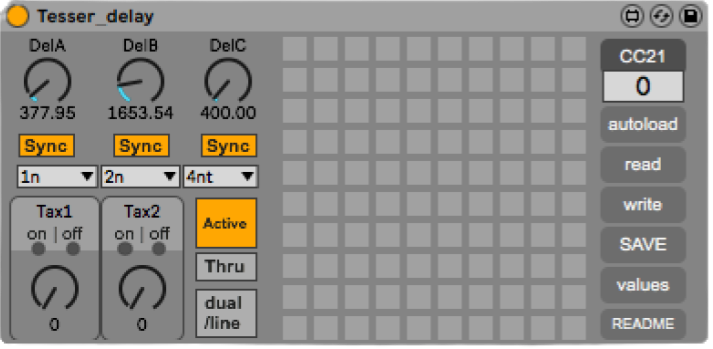 Tesser_delay
DelA DelB DelC
377.95 1653.54 400.00
Sync Sync Sync
1n 2n 4nt
Tax1 Tax2
on | off on | off
0 0
Active
Thru
dual
/line
CC21
0
autoload
read
write
SAVE
values
README